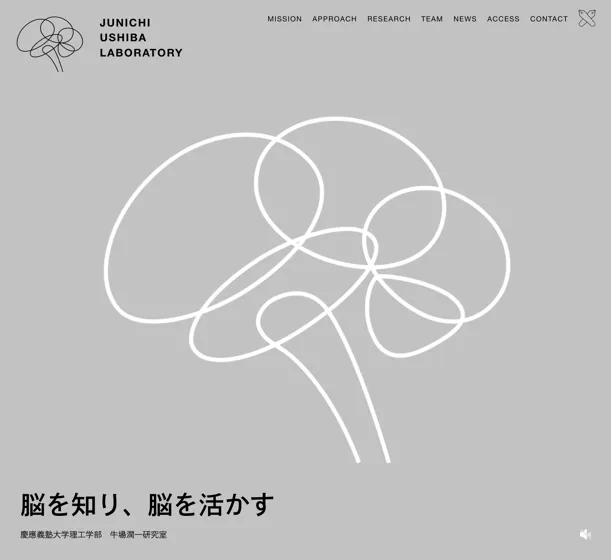 JUNICHI
USHIBA
LABORATORY
MISSION APPROACH RESEARCH TEAM NEWS ACCESS CONTACT
脳を知り、脳を活かす
慶應義塾大学理工学部 牛場潤一研究室